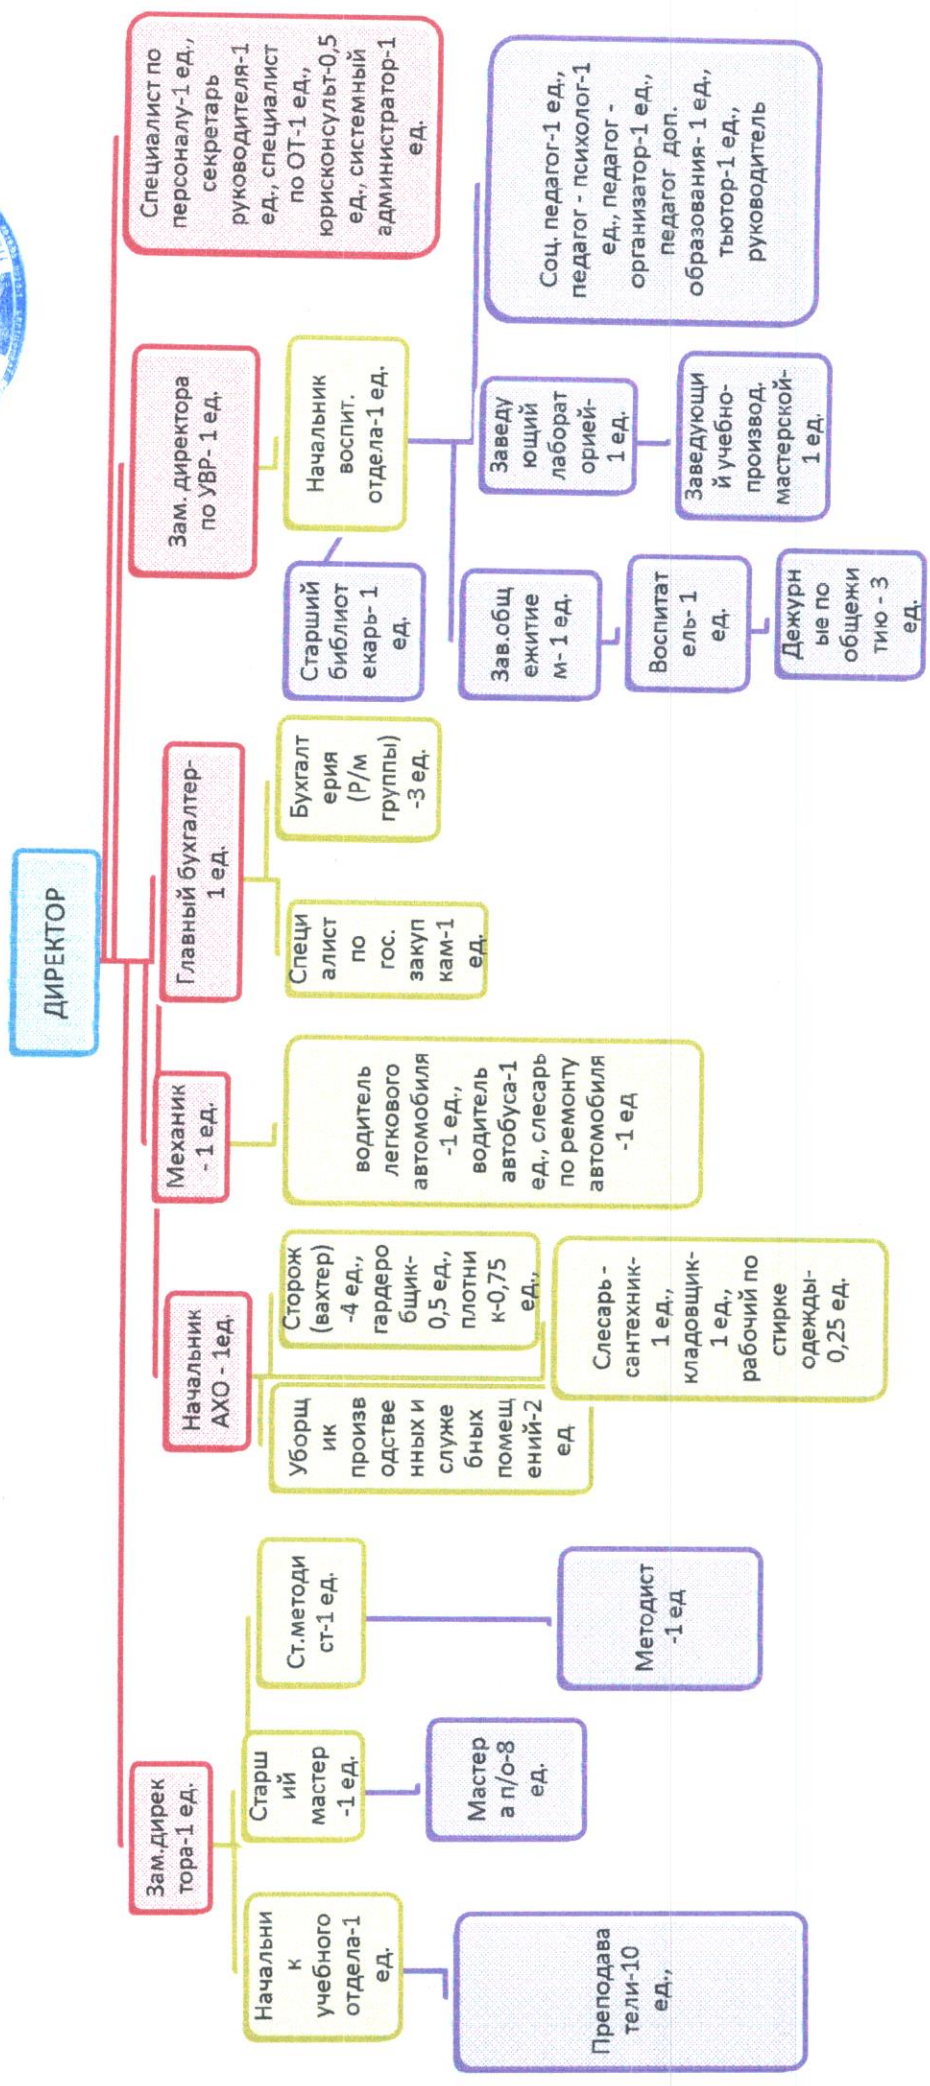 ДИРЕКТОР
Зам.дирек
тора-1 ед.
Начальник
АХО - 1ед.
Механик
- 1 ед.
Главный бухгалтер-
1 ед.
Зам. директора
по УВР- 1 ед.
Специалист по
персоналу-1 ед.,
секретарь
руководителя-1
ед., специалист
по ОТ-1 ед.,
юрисконсульт-0,5
ед., системный
администратор-1
ед.
Начальни
к
учебного
отдела-1
ед.
Старш
ий
мастер
-1 ед.
Ст.методи
ст-1 ед.
Преподава
тели-10
ед.,
Мастер
а п/о-8
ед.
Методист
-1 ед
Уборщ
ик
произв
одстве
нных и
служе
бных
помещ
ений-2
ед
Сторож
(вахтер)
-4 ед.,
гардеро
бщик-
0,5 ед.,
плотни
к-0,75
ед.,
Слесарь -
сантехник-
1 ед.,
кладовщик-
1 ед.,
рабочий по
стирке
одежды-
0,25 ед.
водитель
легкового
автомобиля
-1 ед.,
водитель
автобуса-1
ед., слесарь
по ремонту
автомобиля
-1 ед
Специ
алист
по
гос.
закуп
кам-1
ед.
Бухгалт
ерия
(Р/м
группы)
-3 ед.
Старший
библиот
екарь- 1
ед.
Начальник
воспит.
отдела-1 ед.
Зав.общ
ежитие
м- 1 ед.
Воспитат
ель- 1
ед.
Дежурн
ые по
общежи
тию - 3
ед.
Заведу
ющий
лаборат
орией-
1 ед.
Заведующи
й учебно-
производ.
мастерской-
1 ед.
Соц. педагог-1 ед.,
педагог - психолог-1
ед., педагог -
организатор-1 ед.,
педагог доп.
образования- 1 ед.,
тьютор-1 ед.,
руководитель